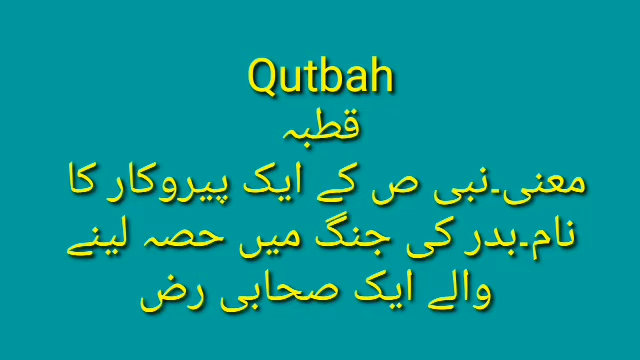 Qutbah
قطبہ
معنی۔نبی ص کے ایک پیروکار کا
نام۔بدر کی جنگ میں حصہ لینے
والے ایک صحابی رض